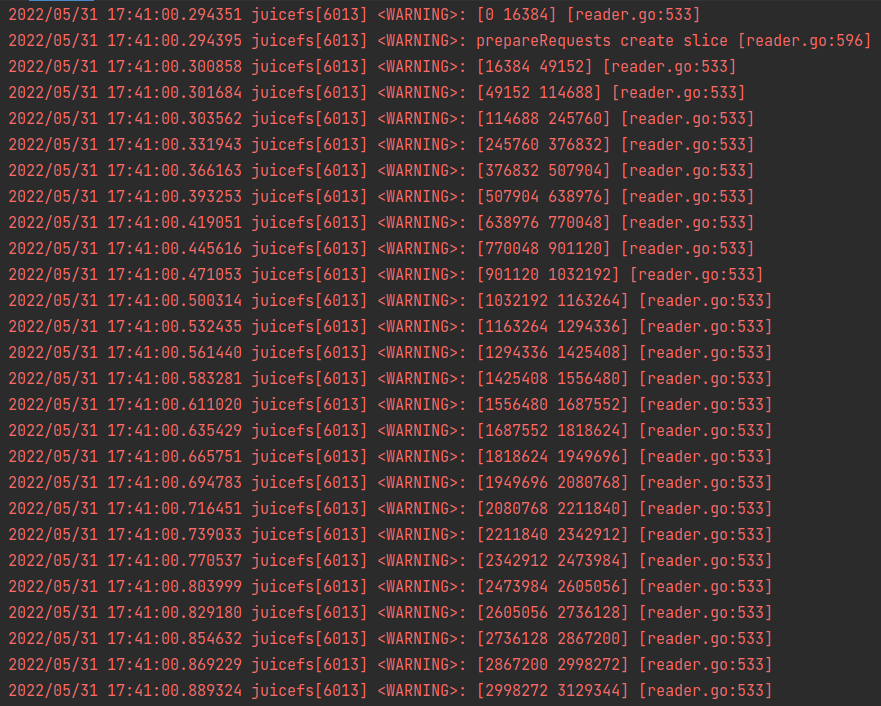 2022/05/31 17:41:00.294351 juicefs[6013] <WARNING>: [0 16384] [reader.go:533]
2022/05/31 17:41:00.294395 juicefs[6013] <WARNING>: prepareRequests create slice [reader.go:596]
2022/05/31 17:41:00.300858 juicefs[6013] <WARNING>: [16384 49152] [reader.go:533]
2022/05/31 17:41:00.301684 juicefs[6013] <WARNING>: [49152 114688] [reader.go:533]
2022/05/31 17:41:00.303562 juicefs[6013] <WARNING>: [114688 245760] [reader.go:533]
2022/05/31 17:41:00.331943 juicefs[6013] <WARNING>: [245760 376832] [reader.go:533]
2022/05/31 17:41:00.366163 juicefs[6013] <WARNING>: [376832 507904] [reader.go:533]
2022/05/31 17:41:00.393253 juicefs[6013] <WARNING>: [507904 638976] [reader.go:533]
2022/05/31 17:41:00.419051 juicefs[6013] <WARNING>: [638976 770048] [reader.go:533]
2022/05/31 17:41:00.445616 juicefs[6013] <WARNING>: [770048 901120] [reader.go:533]
2022/05/31 17:41:00.471053 juicefs[6013] <WARNING>: [901120 1032192] [reader.go:533]
2022/05/31 17:41:00.500314 juicefs[6013] <WARNING>: [1032192 1163264] [reader.go:533]
2022/05/31 17:41:00.532435 juicefs[6013] <WARNING>: [1163264 1294336] [reader.go:533]
2022/05/31 17:41:00.561440 juicefs[6013] <WARNING>: [1294336 1425408] [reader.go:533]
2022/05/31 17:41:00.583281 juicefs[6013] <WARNING>: [1425408 1556480] [reader.go:533]
2022/05/31 17:41:00.611020 juicefs[6013] <WARNING>: [1556480 1687552] [reader.go:533]
2022/05/31 17:41:00.635429 juicefs[6013] <WARNING>: [1687552 1818624] [reader.go:533]
2022/05/31 17:41:00.665751 juicefs[6013] <WARNING>: [1818624 1949696] [reader.go:533]
2022/05/31 17:41:00.694783 juicefs[6013] <WARNING>: [1949696 2080768] [reader.go:533]
2022/05/31 17:41:00.716451 juicefs[6013] <WARNING>: [2080768 2211840] [reader.go:533]
2022/05/31 17:41:00.739033 juicefs[6013] <WARNING>: [2211840 2342912] [reader.go:533]
2022/05/31 17:41:00.770537 juicefs[6013] <WARNING>: [2342912 2473984] [reader.go:533]
2022/05/31 17:41:00.803999 juicefs[6013] <WARNING>: [2473984 2605056] [reader.go:533]
2022/05/31 17:41:00.829180 juicefs[6013] <WARNING>: [2605056 2736128] [reader.go:533]
2022/05/31 17:41:00.854632 juicefs[6013] <WARNING>: [2736128 2867200] [reader.go:533]
2022/05/31 17:41:00.869229 juicefs[6013] <WARNING>: [2867200 2998272] [reader.go:533]
2022/05/31 17:41:00.889324 juicefs[6013] <WARNING>: [2998272 3129344] [reader.go:533]